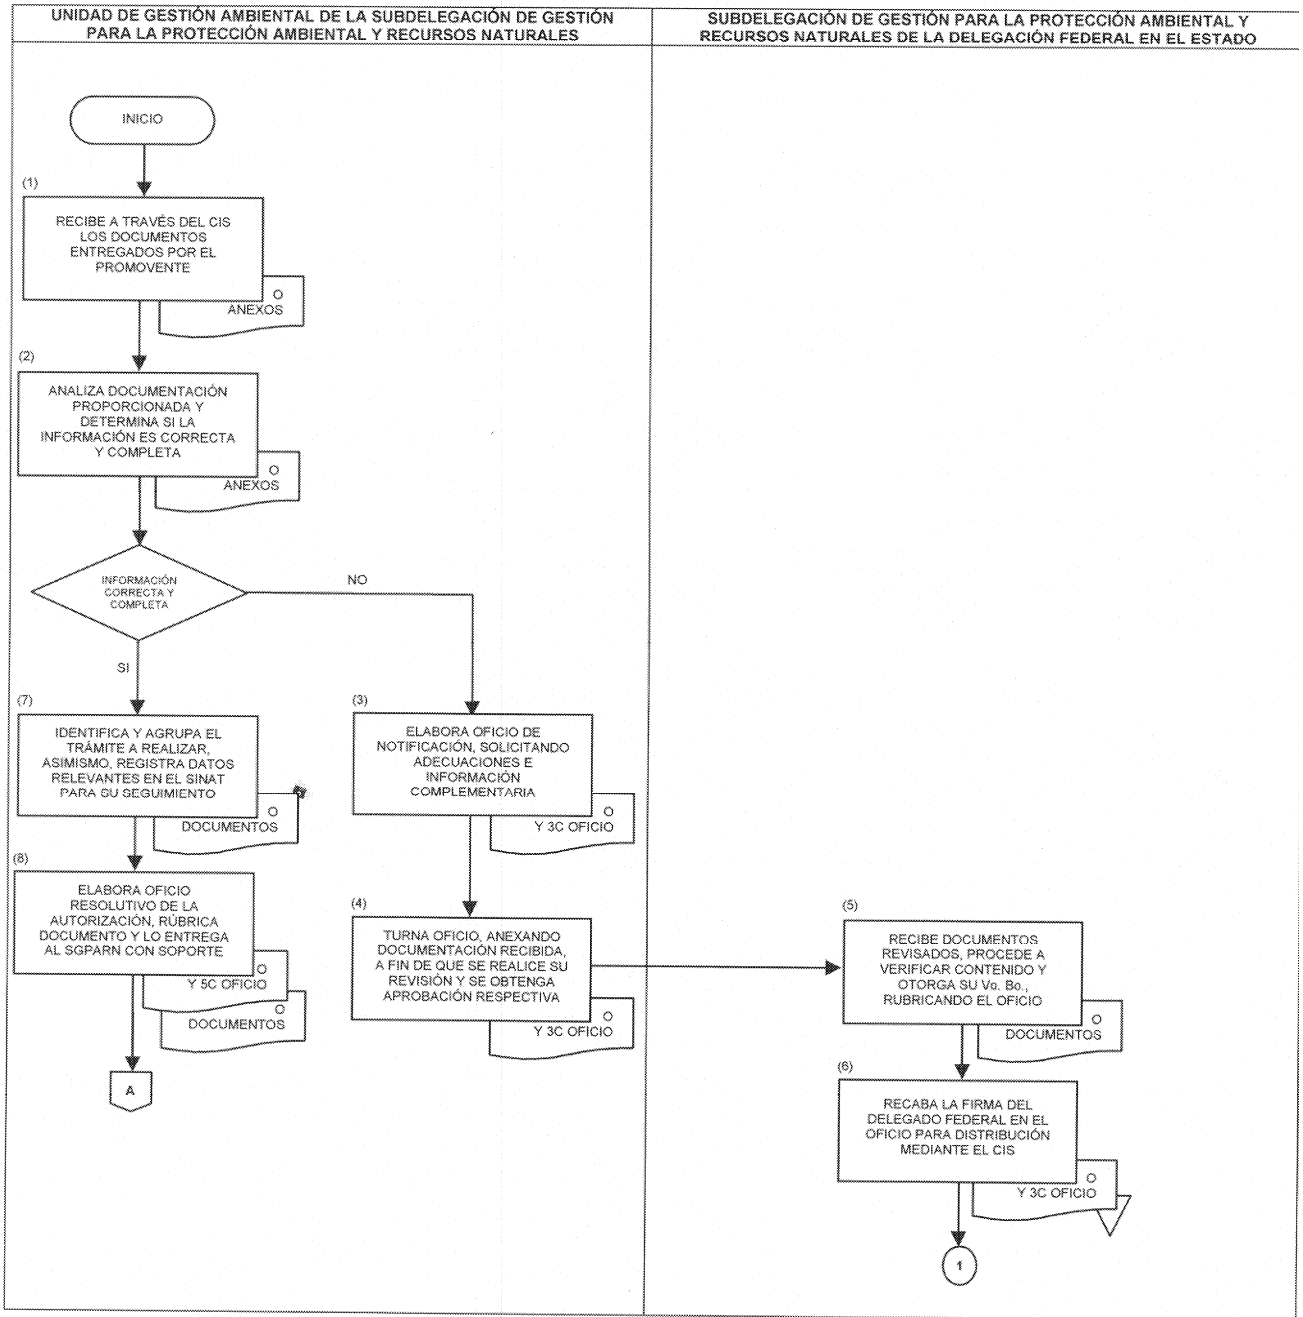 UNIDAD DE GESTIÓN AMBIENTAL DE LA SUBDELEGACIÓN DE GESTIÓN
PARA LA PROTECCIÓN AMBIENTAL Y RECURSOS NATURALES
SUBDELEGACIÓN DE GESTIÓN PARA LA PROTECCIÓN AMBIENTAL Y
RECURSOS NATURALES DE LA DELEGACIÓN FEDERAL EN EL ESTADO
INICIO
(1)
RECIBE A TRAVÉS DEL CIS
LOS DOCUMENTOS
ENTREGADOS POR EL
PROMOVENTE
O
ANEXOS
(2)
ANALIZA DOCUMENTACIÓN
PROPORCIONADA Y
DETERMINA SI LA
INFORMACIÓN ES CORRECTA
Y COMPLETA
O
ANEXOS
INFORMACIÓN
CORRECTA Y
COMPLETA
NO
SI
(7)
IDENTIFICA Y AGRUPA EL
TRÁMITE A REALIZAR,
ASIMISMO, REGISTRA DATOS
RELEVANTES EN EL SINAT
PARA SU SEGUIMIENTO
O
DOCUMENTOS
(3)
ELABORA OFICIO DE
NOTIFICACIÓN, SOLICITANDO
ADECUACIONES E
INFORMACIÓN
COMPLEMENTARIA
O
Y 3C OFICIO
(8)
ELABORA OFICIO
RESOLUTIVO DE LA
AUTORIZACIÓN, RÚBRICA
DOCUMENTO Y LO ENTREGA
AL SGPARN CON SOPORTE
O
Y 5C OFICIO
O
DOCUMENTOS
A
(4)
TURNA OFICIO, ANEXANDO
DOCUMENTACIÓN RECIBIDA,
A FIN DE QUE SE REALICE SU
REVISIÓN Y SE OBTENGA
APROBACIÓN RESPECTIVA
O
Y 3C OFICIO
(5)
RECIBE DOCUMENTOS
REVISADOS, PROCEDE A
VERIFICAR CONTENIDO Y
OTORGA SU Vo. Bo.,
RUBRICANDO EL OFICIO
O
DOCUMENTOS
(6)
RECABA LA FIRMA DEL
DELEGADO FEDERAL EN EL
OFICIO PARA DISTRIBUCIÓN
MEDIANTE EL CIS
O
Y 3C OFICIO
1